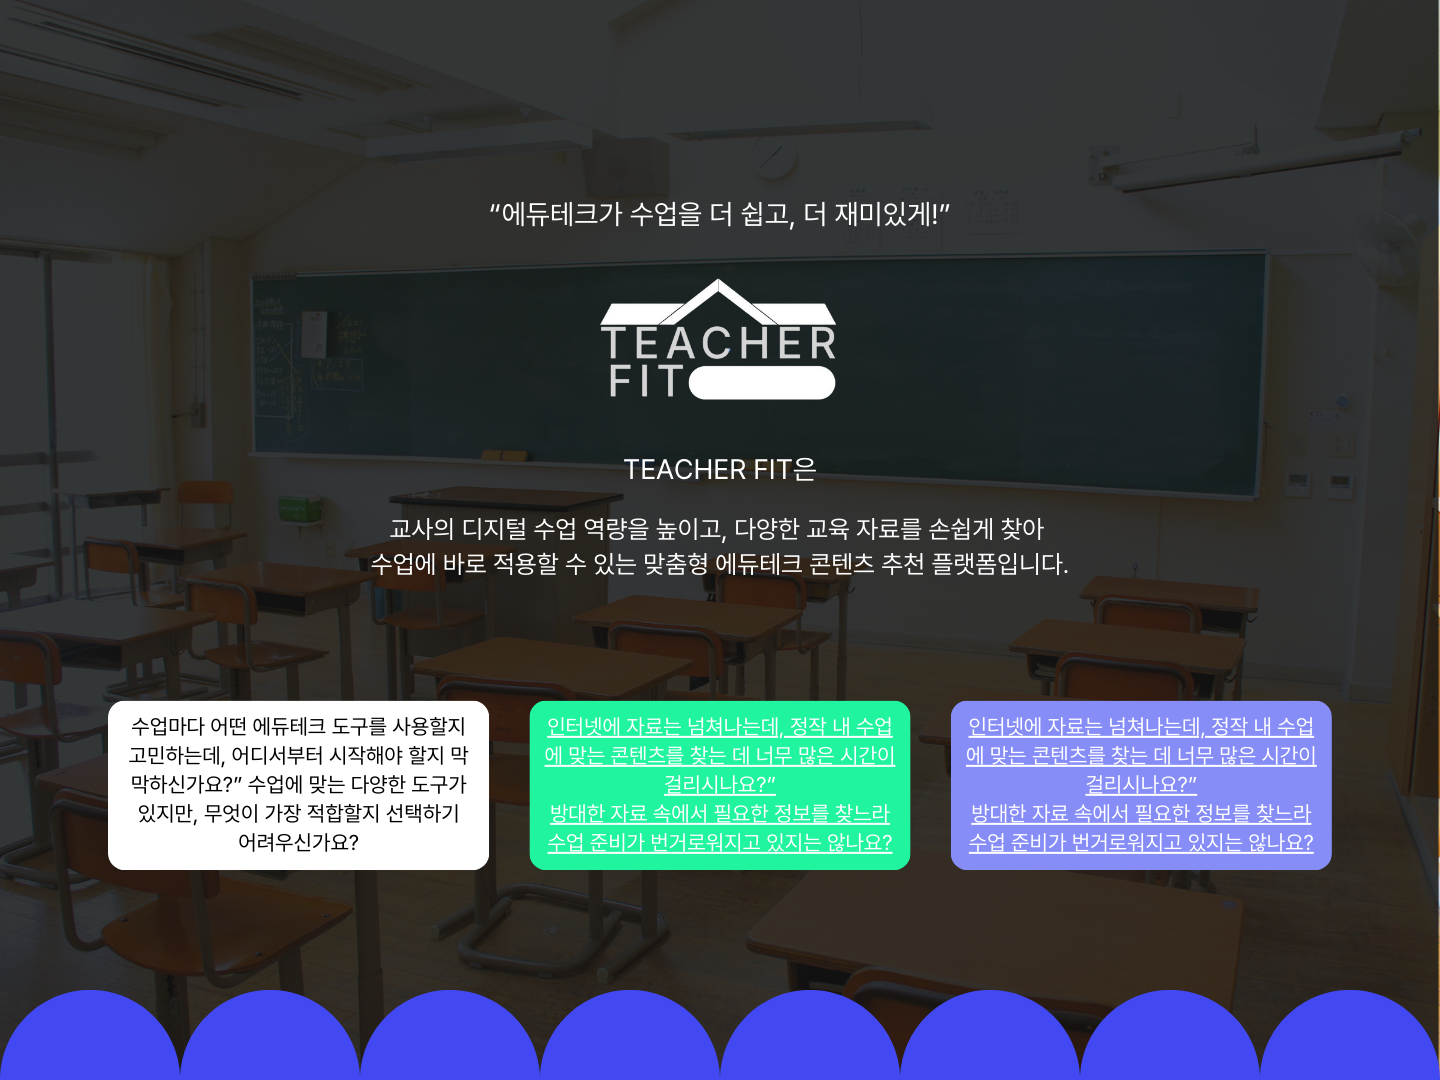 “에듀테크가 수업을 더 쉽고, 더 재미있게!”
TEACHER
FIT
TEACHER FIT은
교사의 디지털 수업 역량을 높이고, 다양한 교육 자료를 손쉽게 찾아
수업에 바로 적용할 수 있는 맞춤형 에듀테크 콘텐츠 추천 플랫폼입니다.
수업마다 어떤 에듀테크 도구를 사용할지
고민하는데, 어디서부터 시작해야 할지 막
막하신가요?” 수업에 맞는 다양한 도구가
있지만, 무엇이 가장 적합할지 선택하기
어려우신가요?
인터넷에 자료는 넘쳐나는데, 정작 내 수업
에 맞는 콘텐츠를 찾는 데 너무 많은 시간이
걸리시나요?”
방대한 자료 속에서 필요한 정보를 찾느라
수업 준비가 번거로워지고 있지는 않나요?
인터넷에 자료는 넘쳐나는데, 정작 내 수업
에 맞는 콘텐츠를 찾는 데 너무 많은 시간이
걸리시나요?”
방대한 자료 속에서 필요한 정보를 찾느라
수업 준비가 번거로워지고 있지는 않나요?